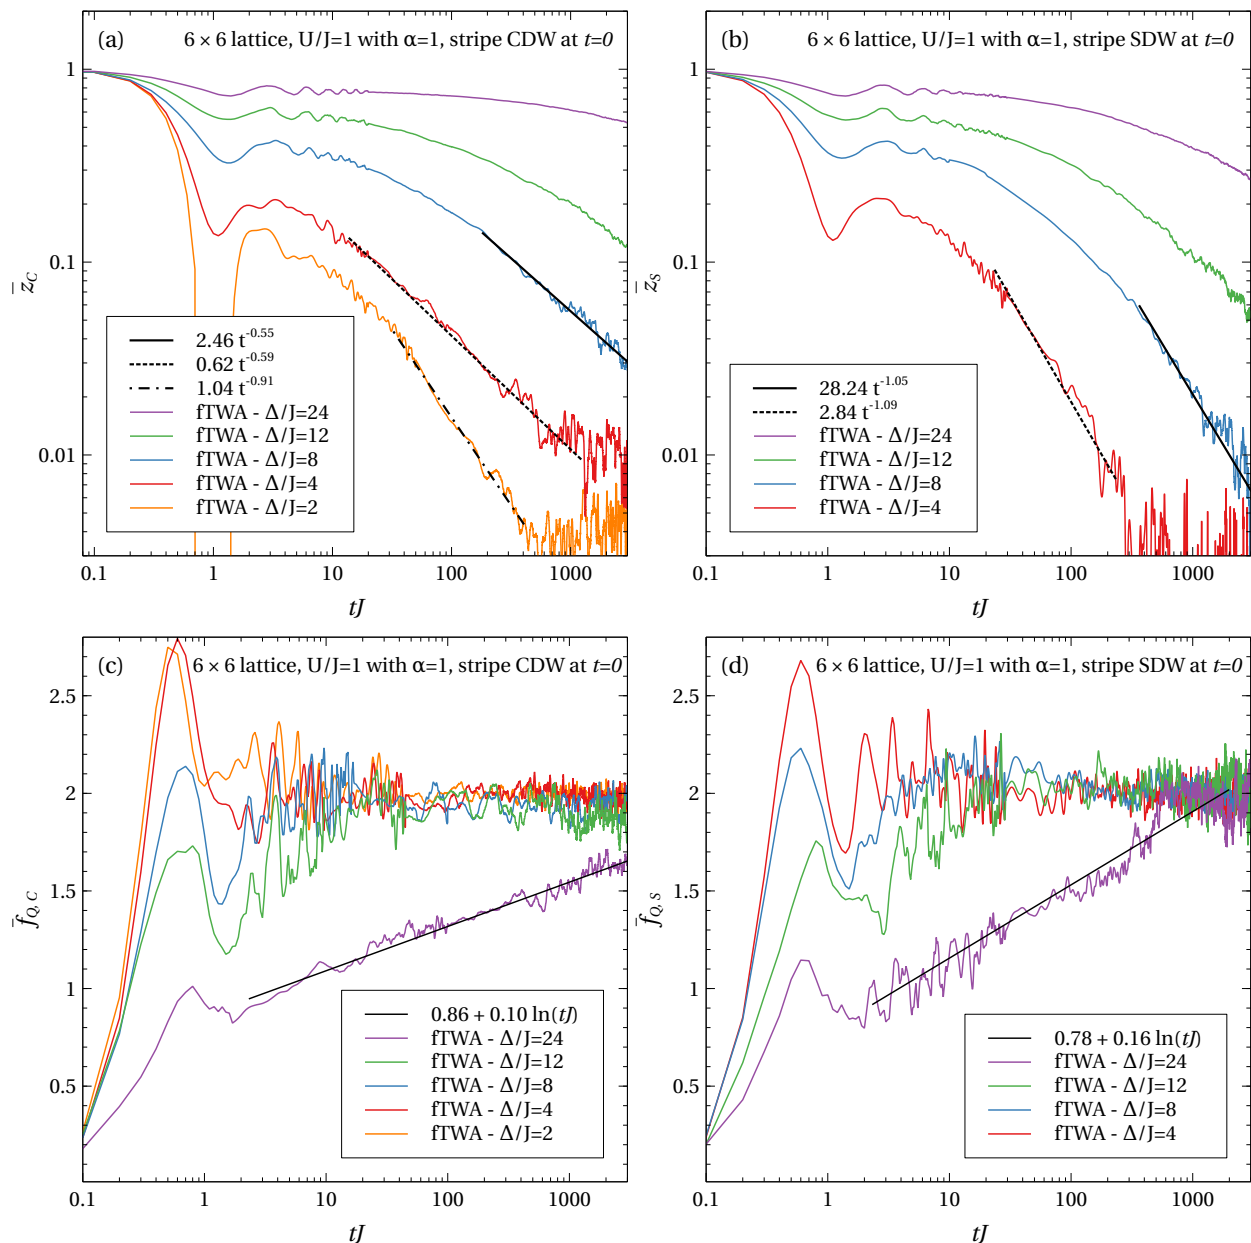 (a) 6 × 6 lattice, U/J=1 with α=1, stripe CDW at t=0
1
0.1
0.01
z̄_C
2.46 t^-0.55
0.62 t^-0.59
1.04 t^-0.91
fTWA - Δ/J=24
fTWA - Δ/J=12
fTWA - Δ/J=8
fTWA - Δ/J=4
fTWA - Δ/J=2
0.1 1 10 100 1000
tJ
(b) 6 × 6 lattice, U/J=1 with α=1, stripe SDW at t=0
1
0.1
0.01
z̄_S
28.24 t^-1.05
2.84 t^-1.09
fTWA - Δ/J=24
fTWA - Δ/J=12
fTWA - Δ/J=8
fTWA - Δ/J=4
0.1 1 10 100 1000
tJ
(c) 6 × 6 lattice, U/J=1 with α=1, stripe CDW at t=0
2.5
2
1.5
1
0.5
f̄_Q,C
0.86 + 0.10 ln(tJ)
fTWA - Δ/J=24
fTWA - Δ/J=12
fTWA - Δ/J=8
fTWA - Δ/J=4
fTWA - Δ/J=2
0.1 1 10 100 1000
tJ
(d) 6 × 6 lattice, U/J=1 with α=1, stripe SDW at t=0
2.5
2
1.5
1
0.5
f̄_Q,S
0.78 + 0.16 ln(tJ)
fTWA - Δ/J=24
fTWA - Δ/J=12
fTWA - Δ/J=8
fTWA - Δ/J=4
0.1 1 10 100 1000
tJ